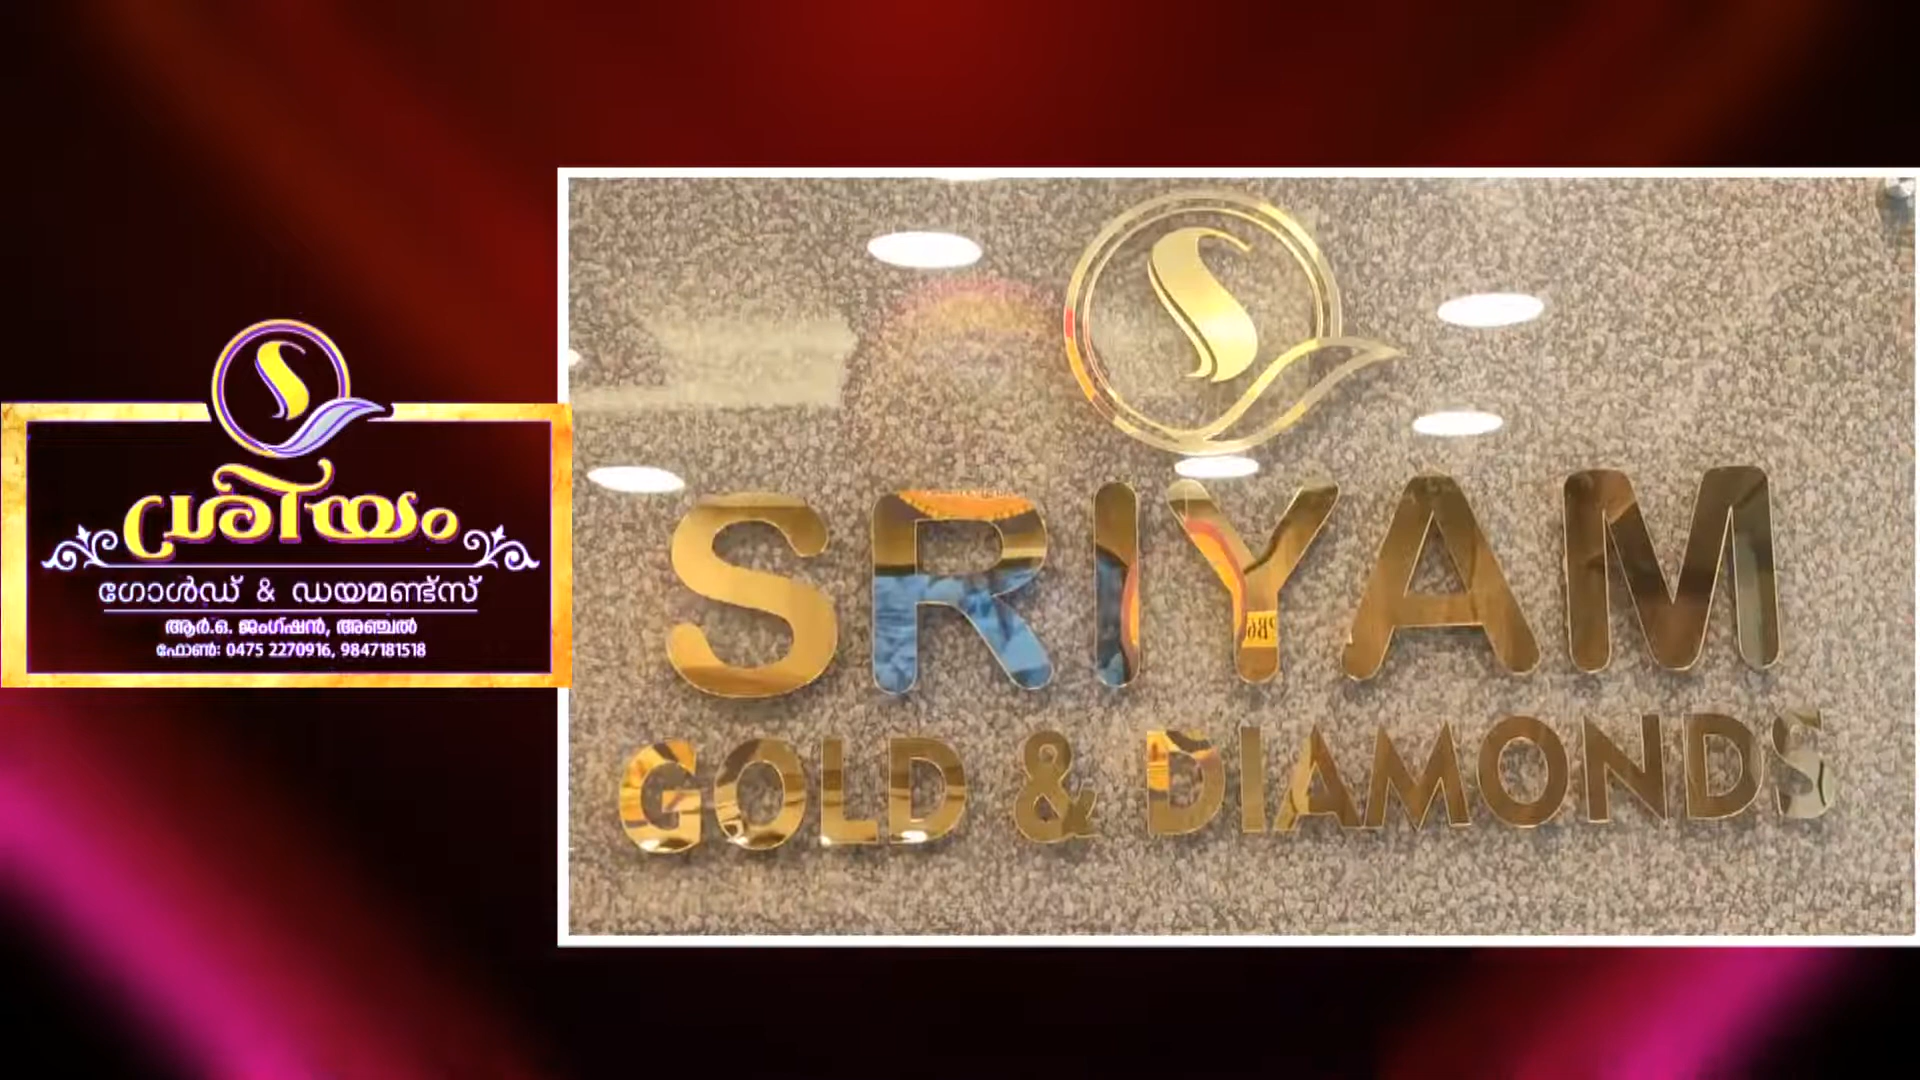 S
ശ്രീയം
ഗോൾഡ് & ഡയമണ്ട്സ്
ആർ.ഒ. ജംഗ്ഷൻ, അഞ്ചൽ
ഫോൺ: 0475 2270916, 9847181518
S
SRIYAM
GOLD & DIAMONDS